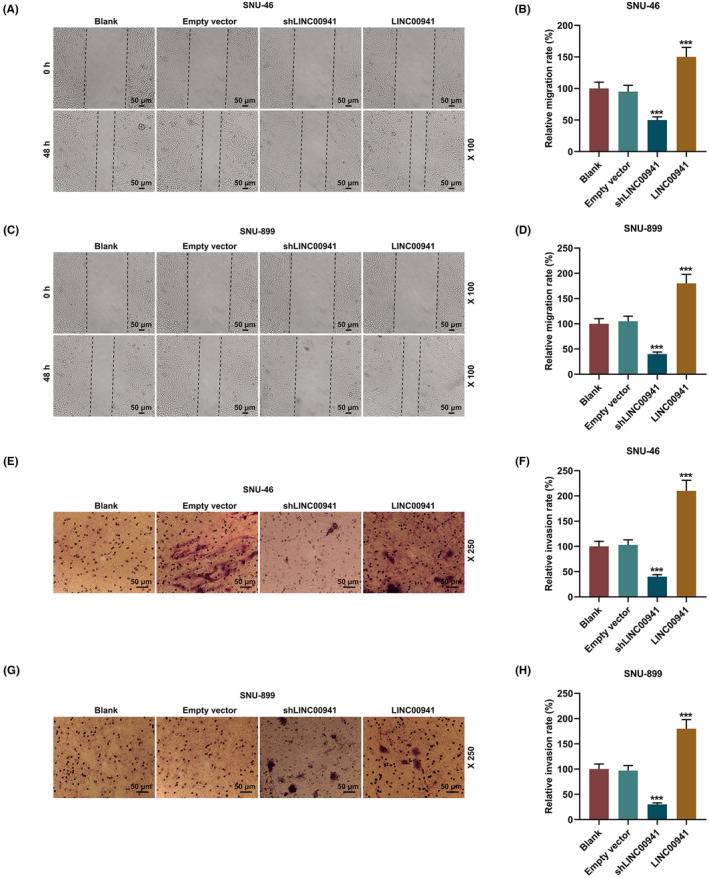 (A)
SNU-46
Blank Empty vector shLINC00941 LINC00941
0 h
50 µm 50 µm 50 µm 50 µm
48 h
50 µm 50 µm 50 µm 50 µm
X 100
(B)
SNU-46
Relative migration rate (%)
200
150
100
50
0
***
***
Blank
Empty vector
shLINC00941
LINC00941
(C)
SNU-899
Blank Empty vector shLINC00941 LINC00941
0 h
50 µm 50 µm 50 µm 50 µm
X 100
48 h
50 µm 50 µm 50 µm 50 µm
X 100
(D)
SNU-899
Relative migration rate (%)
250
200
150
100
50
0
***
***
Blank
Empty vector
shLINC00941
LINC00941
(E)
SNU-46
Blank Empty vector shLINC00941 LINC00941
50 µm 50 µm 50 µm 50 µm
X 250
(F)
SNU-46
Relative invasion rate (%)
250
200
150
100
50
0
***
***
Blank
Empty vector
shLINC00941
LINC00941
(G)
SNU-899
Blank Empty vector shLINC00941 LINC00941
50 µm 50 µm 50 µm 50 µm
X 250
(H)
SNU-899
Relative invasion rate (%)
250
200
150
100
50
0
***
***
Blank
Empty vector
shLINC00941
LINC00941